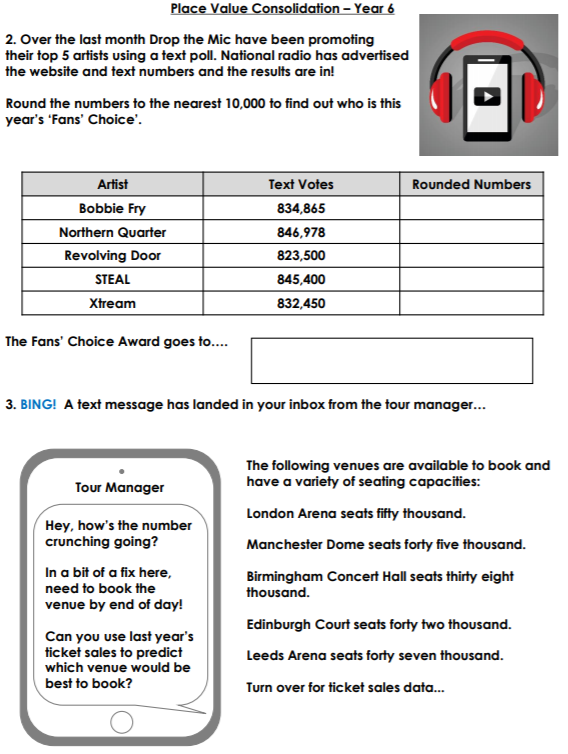 Place Value Consolidation – Year 6
2. Over the last month Drop the Mic have been promoting
their top 5 artists using a text poll. National radio has advertised
the website and text numbers and the results are in!
Round the numbers to the nearest 10,000 to find out who is this
year's 'Fans' Choice'.
Artist Text Votes Rounded Numbers
Bobbie Fry 834,865
Northern Quarter 846,978
Revolving Door 823,500
STEAL 845,400
Xtream 832,450
The Fans' Choice Award goes to….
3. BING! A text message has landed in your inbox from the tour manager…
Tour Manager
Hey, how's the number
crunching going?
In a bit of a fix here,
need to book the
venue by end of day!
Can you use last year's
ticket sales to predict
which venue would be
best to book?
The following venues are available to book and
have a variety of seating capacities:
London Arena seats fifty thousand.
Manchester Dome seats forty five thousand.
Birmingham Concert Hall seats thirty eight
thousand.
Edinburgh Court seats forty two thousand.
Leeds Arena seats forty seven thousand.
Turn over for ticket sales data...